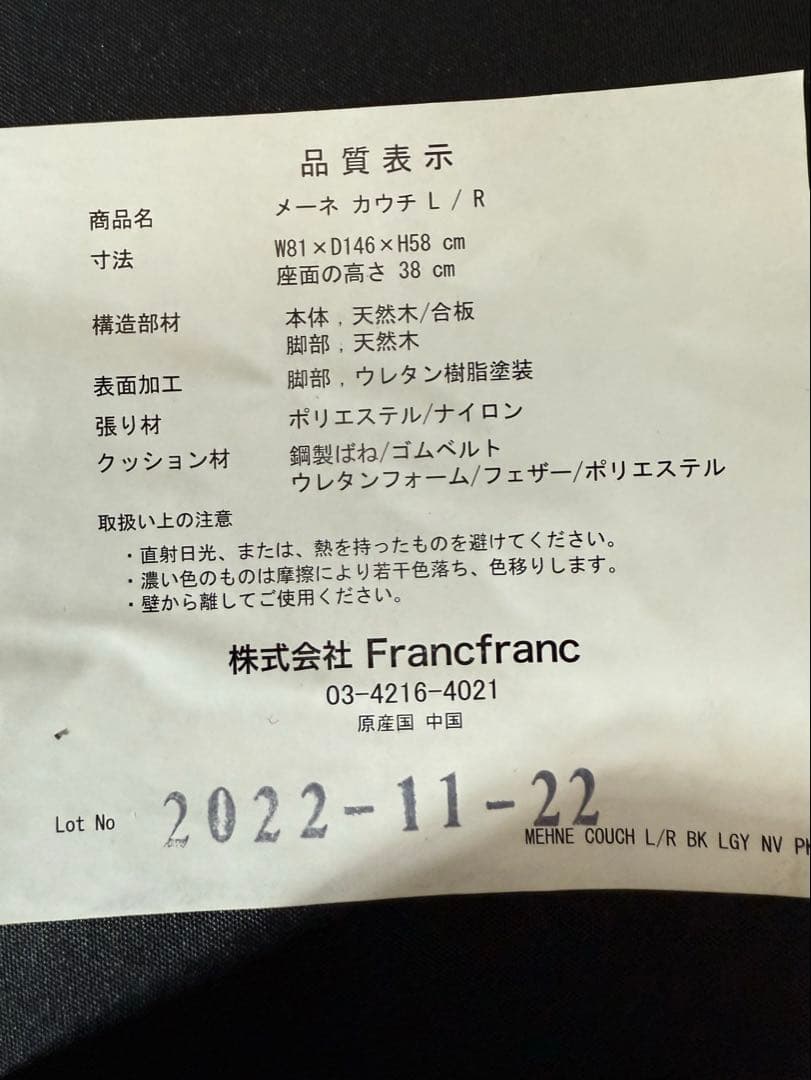 品質表示
商品名 メーネ カウチ L / R
寸法 W81×D146×H58 cm
座面の高さ 38 cm
構造部材 本体 , 天然木/合板
脚部 , 天然木
表面加工 脚部 , ウレタン樹脂塗装
張り材 ポリエステル/ナイロン
クッション材 鋼製ばね/ゴムベルト
ウレタンフォーム/フェザー/ポリエステル
取扱い上の注意
・直射日光、または、熱を持ったものを避けてください。
・濃い色のものは摩擦により若干色落ち、色移りします。
・壁から離してご使用ください。
株式会社 Francfranc
03-4216-4021
原産国 中国
Lot No 2022-11-22
MEHNE COUCH L/R BK LGY NV